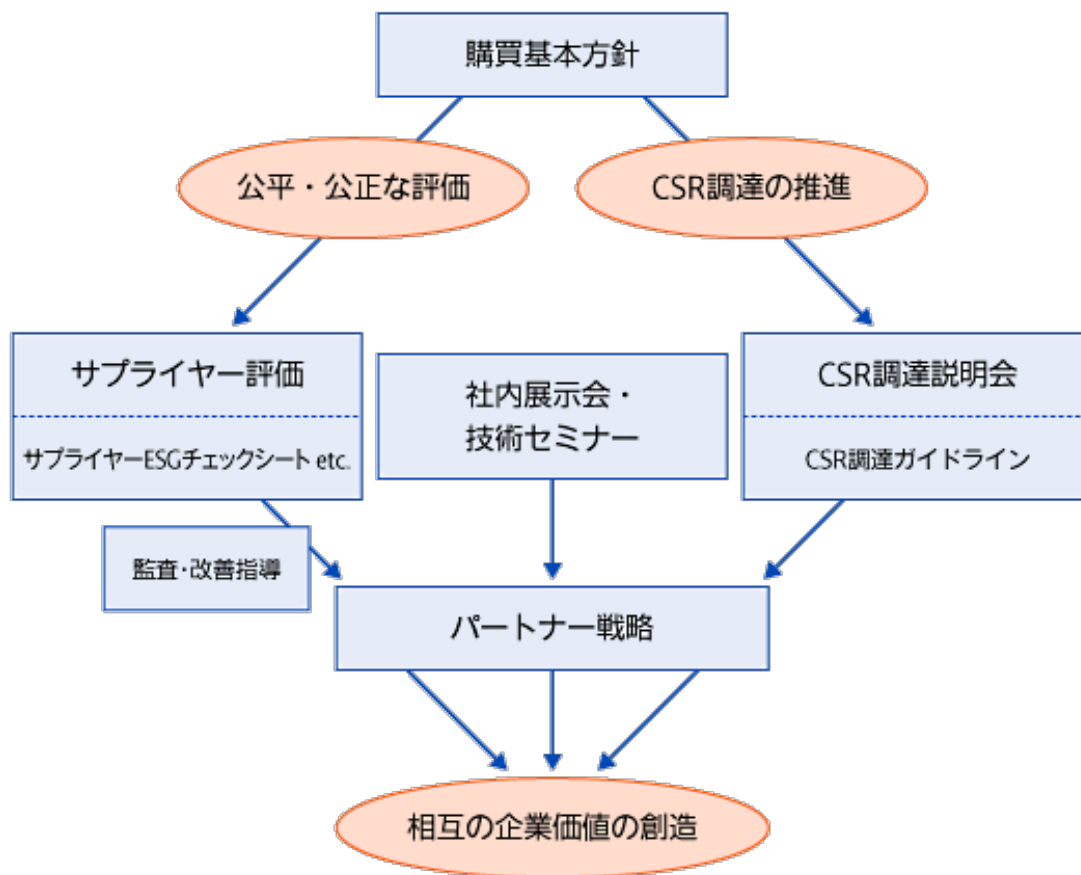 購買基本方針
公平・公正な評価
CSR調達の推進
サプライヤー評価
サプライヤーESGチェックシート etc.
社内展示会・
技術セミナー
CSR調達説明会
CSR調達ガイドライン
監査・改善指導
パートナー戦略
相互の企業価値の創造